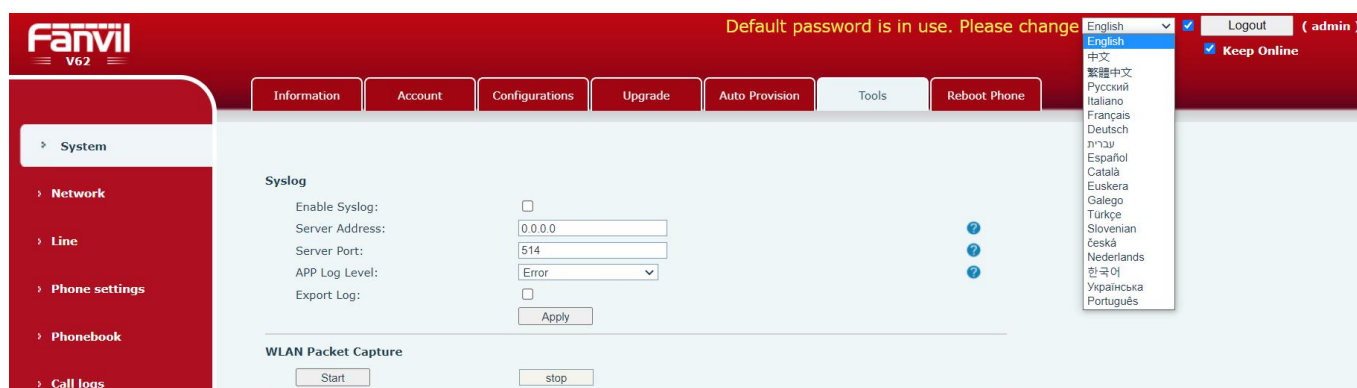 Fanvil
V62
Default password is in use. Please change
English
Logout
( admin )
Keep Online
English
中文
繁體中文
Русский
Italiano
Français
Deutsch
עברית
Español
Català
Euskera
Galego
Türkçe
Slovenian
česká
Nederlands
한국어
Українська
Português
Information
Account
Configurations
Upgrade
Auto Provision
Tools
Reboot Phone
System
Network
Line
Phone settings
Phonebook
Call logs
Syslog
Enable Syslog:
Server Address: 0.0.0.0
Server Port: 514
APP Log Level: Error
Export Log:
Apply
WLAN Packet Capture
Start stop